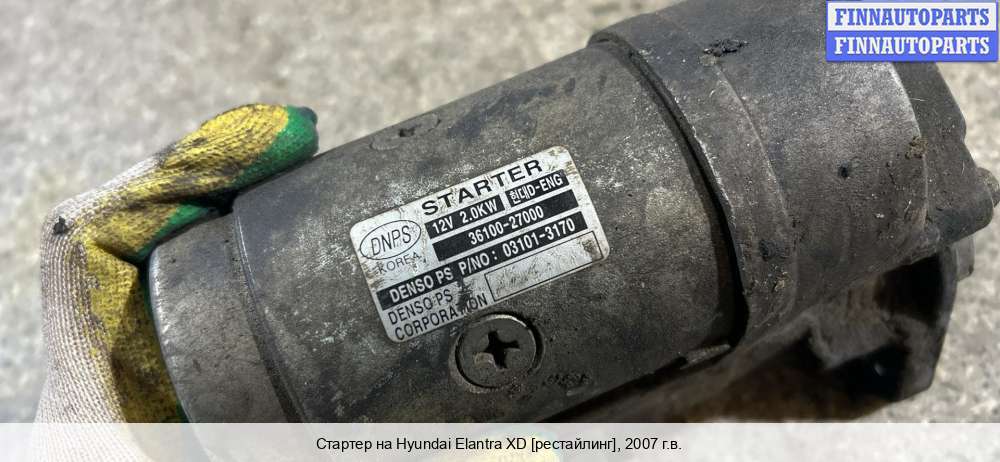 FINNAUTOPARTS
FINNAUTOPARTS
STARTER
12V 2.0KW 현대D-ENG
DNPS
36100-27000
KOREA
DENSO PS P/NO: 03101-3170
DENSO PS
CORPORATION
Стартер на Hyundai Elantra XD [рестайлинг], 2007 г.в.